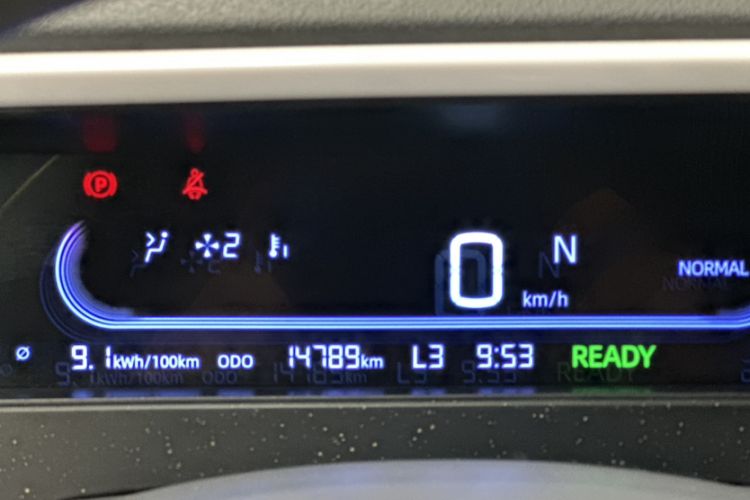 P
2
0 N
km/h
NORMAL
Ø 9.1kWh/100km ODO 14789km L3 9:53 READY